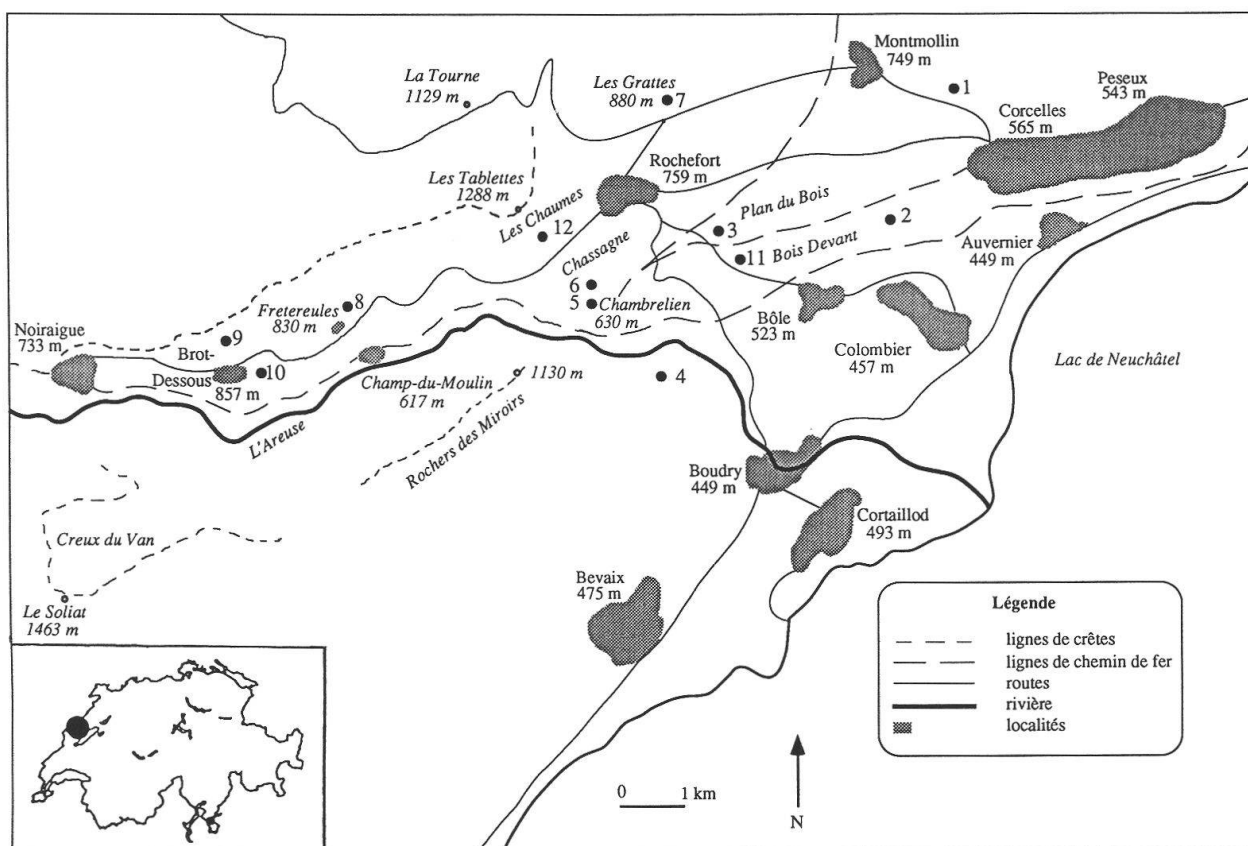 Montmollin
749 m
1
Peseux
543 m
La Tourne
1129 m
Les Grattes
880 m
7
Corcelles
565 m
Rochefort
759 m
Les Tablettes
1288 m
Les Chaumes
12
Plan du Bois
3
2
Bois Devant
11
Auvernier
449 m
Chassagne
6
5
Chambrelien
630 m
Fretereules
830 m
8
Noiraigue
733 m
9
Brot-
Dessous
857 m
10
Bôle
523 m
Colombier
457 m
Lac de Neuchâtel
Champ-du-Moulin
617 m
1130 m
4
L'Areuse
Rochers des Miroirs
Boudry
449 m
Cortaillod
493 m
Creux du Van
Le Soliat
1463 m
Bevaix
475 m
Légende
lignes de crêtes
lignes de chemin de fer
routes
rivière
localités
0 1 km
N